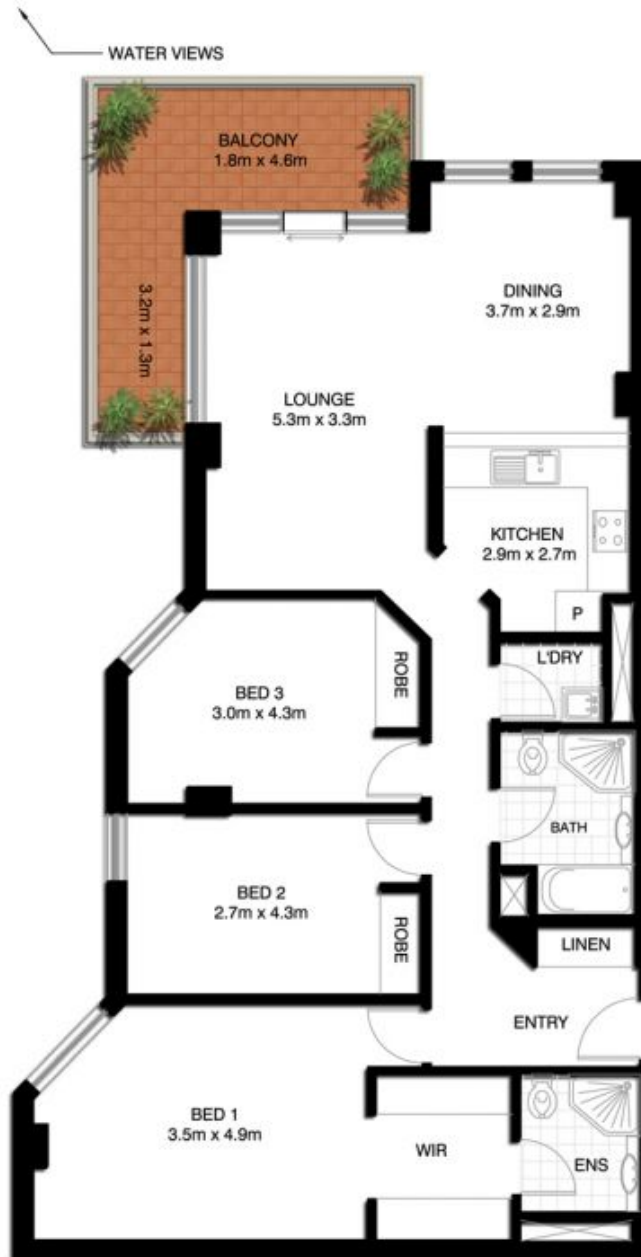 WATER VIEWS
BALCONY
1.8m x 4.6m
3.2m x 1.3m
DINING
3.7m x 2.9m
LOUNGE
5.3m x 3.3m
KITCHEN
2.9m x 2.7m
P
L'DRY
BED 3
3.0m x 4.3m
ROBE
BATH
BED 2
2.7m x 4.3m
ROBE
LINEN
ENTRY
BED 1
3.5m x 4.9m
WIR
ENS